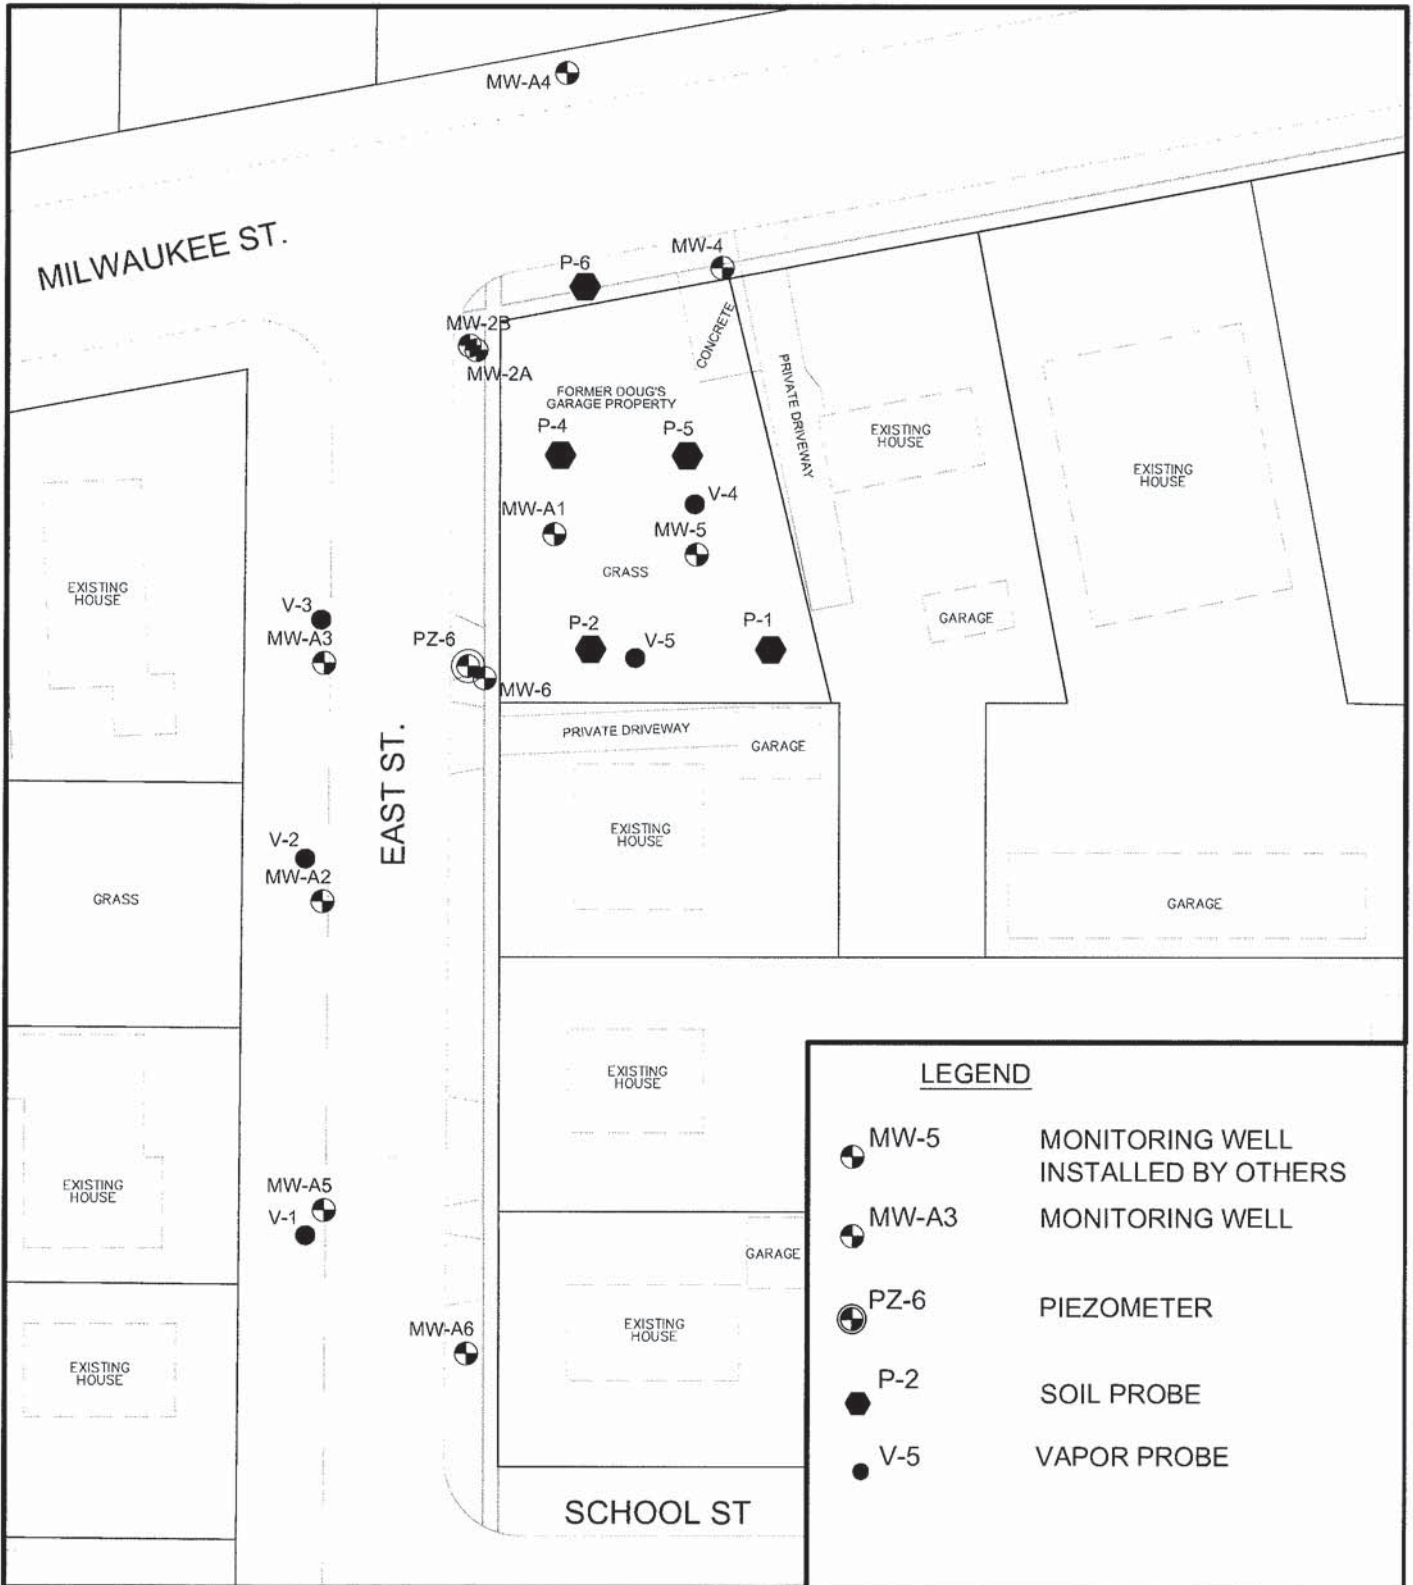 MW-A4
MILWAUKEE ST.
MW-4
P-6
MW-2B
MW-2A
CONCRETE
PRIVATE DRIVEWAY
FORMER DOUG'S
GARAGE PROPERTY
P-4
P-5
EXISTING
HOUSE
EXISTING
HOUSE
V-4
MW-A1
MW-5
GRASS
EXISTING
HOUSE
V-3
MW-A3
PZ-6
P-2
V-5
P-1
GARAGE
MW-6
PRIVATE DRIVEWAY
GARAGE
EAST ST.
EXISTING
HOUSE
V-2
MW-A2
GRASS
GARAGE
EXISTING
HOUSE
EXISTING
HOUSE
MW-A5
V-1
GARAGE
MW-A6
EXISTING
HOUSE
EXISTING
HOUSE
SCHOOL ST
LEGEND
MW-5 MONITORING WELL
INSTALLED BY OTHERS
MW-A3 MONITORING WELL
PZ-6 PIEZOMETER
P-2 SOIL PROBE
V-5 VAPOR PROBE